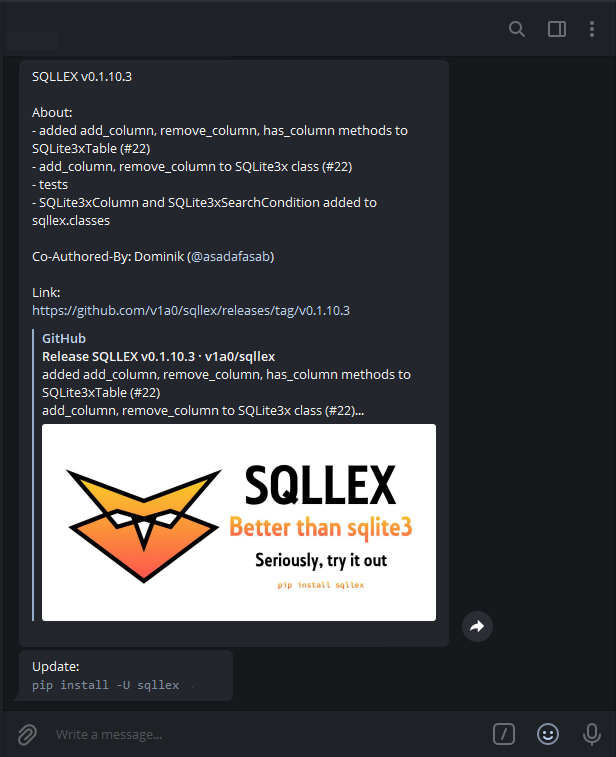 SQLLEX v0.1.10.3
About:
- added add_column, remove_column, has_column methods to
SQLite3xTable (#22)
- add_column, remove_column to SQLite3x class (#22)
- tests
- SQLite3xColumn and SQLite3xSearchCondition added to
sqllex.classes
Co-Authored-By: Dominik (@asadafasab)
Link:
https://github.com/v1a0/sqllex/releases/tag/v0.1.10.3
GitHub
Release SQLLEX v0.1.10.3 · v1a0/sqllex
added add_column, remove_column, has_column methods to
SQLite3xTable (#22)
add_column, remove_column to SQLite3x class (#22)...
SQLLEX
Better than sqlite3
Seriously, try it out
pip install sqllex
Update:
pip install -U sqllex
Write a message...